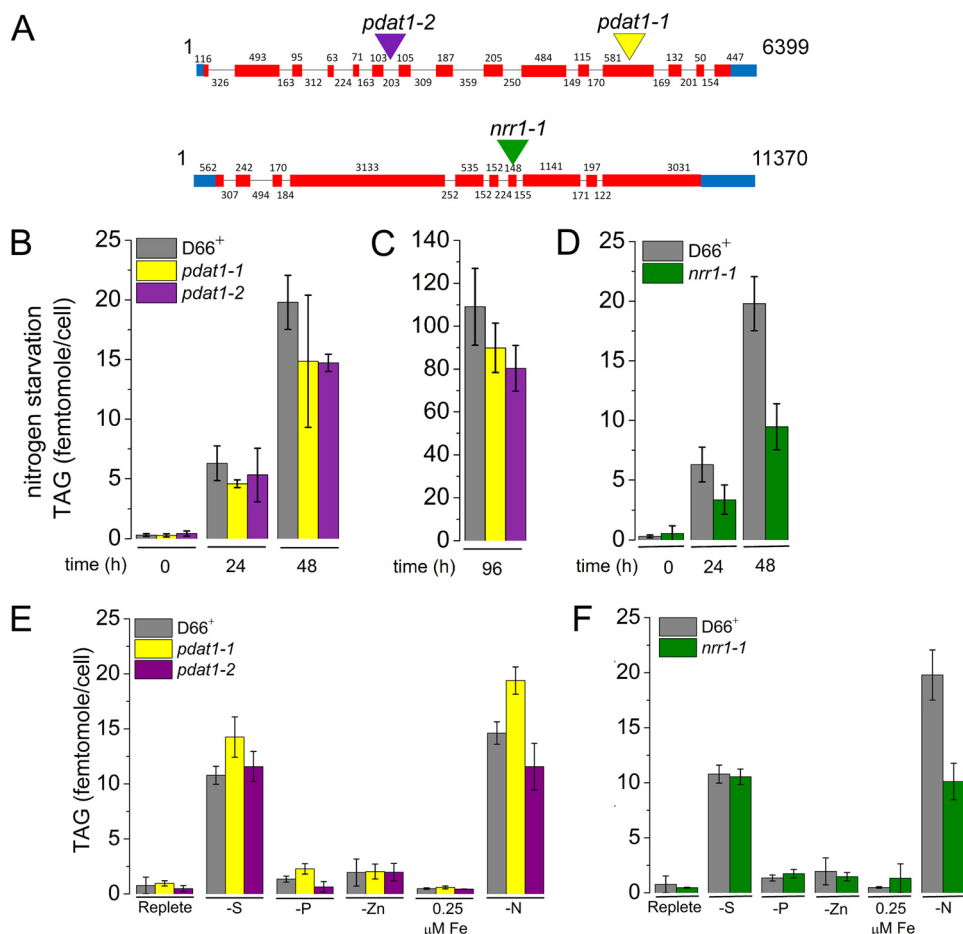 A
pdat1-2
pdat1-1
1
6399
116 493 95 63 71 103 105 187 205 484 115 581 132 50 447
326 163 312 224 163 203 309 359 250 149 170 169 201 154
nrr1-1
1
11370
562 242 170 3133 535 152 148 1141 197 3031
307 494 184 252 152 224 155 171 122
B
nitrogen starvation
TAG (femtomole/cell)
25
20
15
10
5
0
D66+
pdat1-1
pdat1-2
time (h) 0 24 48
C
140
120
100
80
60
40
20
0
time (h) 96
D
25
20
15
10
5
0
D66+
nrr1-1
time (h) 0 24 48
E
TAG (femtomole/cell)
25
20
15
10
5
0
D66+
pdat1-1
pdat1-2
Replete -S -P -Zn 0.25 -N
μM Fe
F
25
20
15
10
5
0
D66+
nrr1-1
Replete -S -P -Zn 0.25 -N
μM Fe